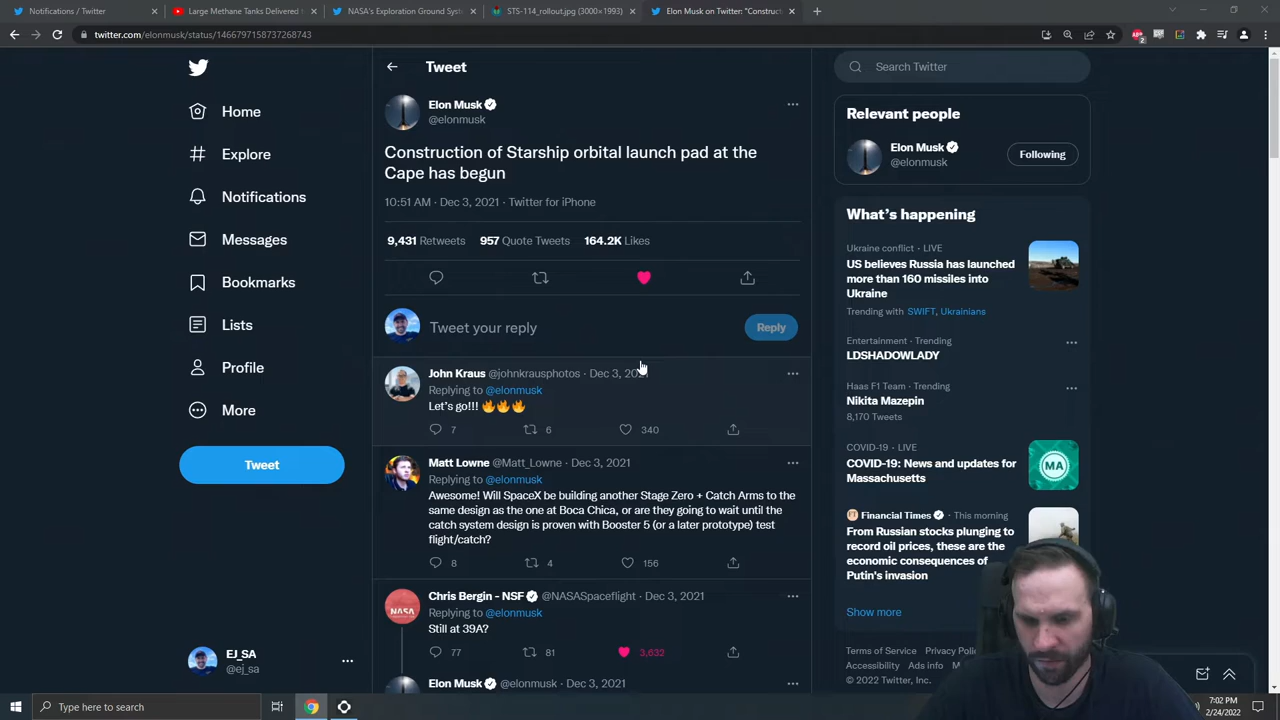 Notifications / Twitter
Large Methane Tanks Delivered t
NASA's Exploration Ground Sys
STS-114_rollout.jpg (3000×1993)
Elon Musk on Twitter: "Construct
twitter.com/elonmusk/status/1466797158737268743
Home
Explore
Notifications
Messages
Bookmarks
Lists
Profile
More
Tweet
EJ_SA
@ej_sa
Tweet
Elon Musk
@elonmusk
Construction of Starship orbital launch pad at the
Cape has begun
10:51 AM · Dec 3, 2021 · Twitter for iPhone
9,431 Retweets 957 Quote Tweets 164.2K Likes
Tweet your reply
Reply
John Kraus @johnkrausphotos · Dec 3, 2021
Replying to @elonmusk
Let's go!!! 🔥🔥🔥
7 6 340
Matt Lowne @Matt_Lowne · Dec 3, 2021
Replying to @elonmusk
Awesome! Will SpaceX be building another Stage Zero + Catch Arms to the
same design as the one at Boca Chica, or are they going to wait until the
catch system design is proven with Booster 5 (or a later prototype) test
flight/catch?
8 4 156
Chris Bergin - NSF @NASASpaceflight · Dec 3, 2021
Replying to @elonmusk
Still at 39A?
77 81 3,632
Elon Musk @elonmusk · Dec 3, 2021
Search Twitter
Relevant people
Elon Musk
@elonmusk
Following
What's happening
Ukraine conflict · LIVE
US believes Russia has launched
more than 160 missiles into
Ukraine
Trending with SWIFT, Ukrainians
Entertainment · Trending
LDSHADOWLADY
Haas F1 Team · Trending
Nikita Mazepin
8,170 Tweets
COVID-19 · LIVE
COVID-19: News and updates for
Massachusetts
MA
Financial Times · This morning
From Russian stocks plunging to
record oil prices, these are the
economic consequences of
Putin's invasion
Show more
Terms of Service Privacy Polic
Accessibility Ads info M
© 2022 Twitter, Inc.
Type here to search
7:02 PM
2/24/2022